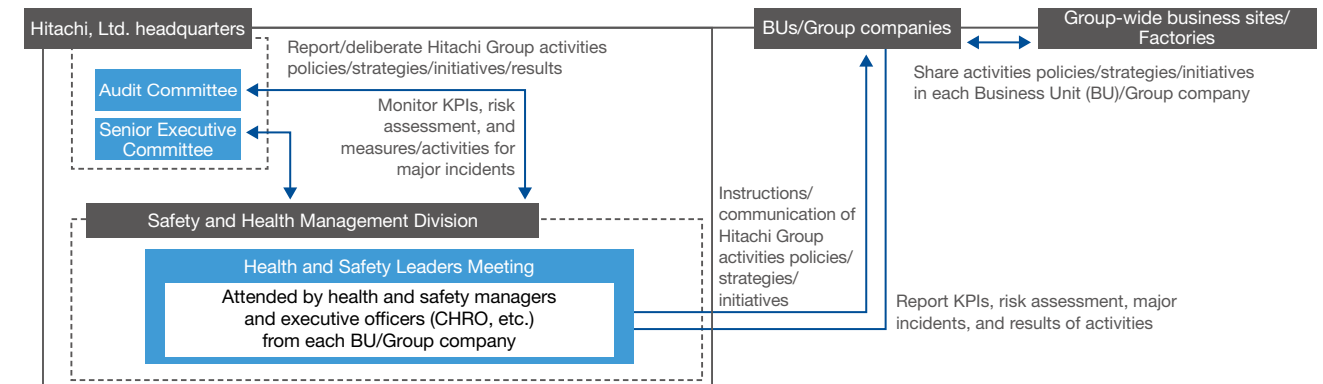 Hitachi, Ltd. headquarters
Report/deliberate Hitachi Group activities
policies/strategies/initiatives/results
Audit Committee
Senior Executive
Committee
Monitor KPIs, risk
assessment, and
measures/activities for
major incidents
Safety and Health Management Division
Health and Safety Leaders Meeting
Attended by health and safety managers
and executive officers (CHRO, etc.)
from each BU/Group company
BUs/Group companies
Group-wide business sites/
Factories
Share activities policies/strategies/initiatives
in each Business Unit (BU)/Group company
Instructions/
communication of
Hitachi Group
activities policies/
strategies/
initiatives
Report KPIs, risk assessment, major
incidents, and results of activities